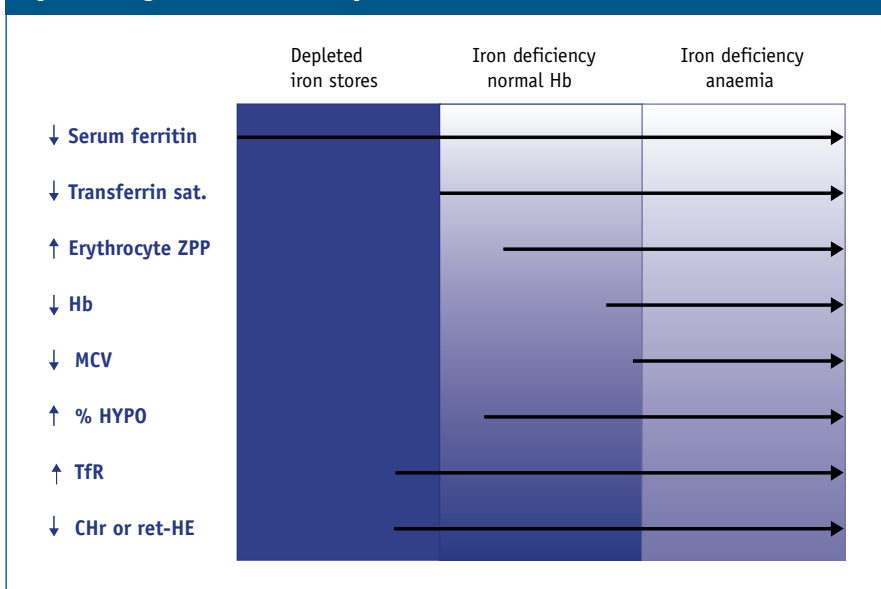 Depleted
iron stores
Iron deficiency
normal Hb
Iron deficiency
anaemia
↓ Serum ferritin
↓ Transferrin sat.
↑ Erythrocyte ZPP
↓ Hb
↓ MCV
↑ % HYPO
↑ TfR
↓ CHr or ret-HE